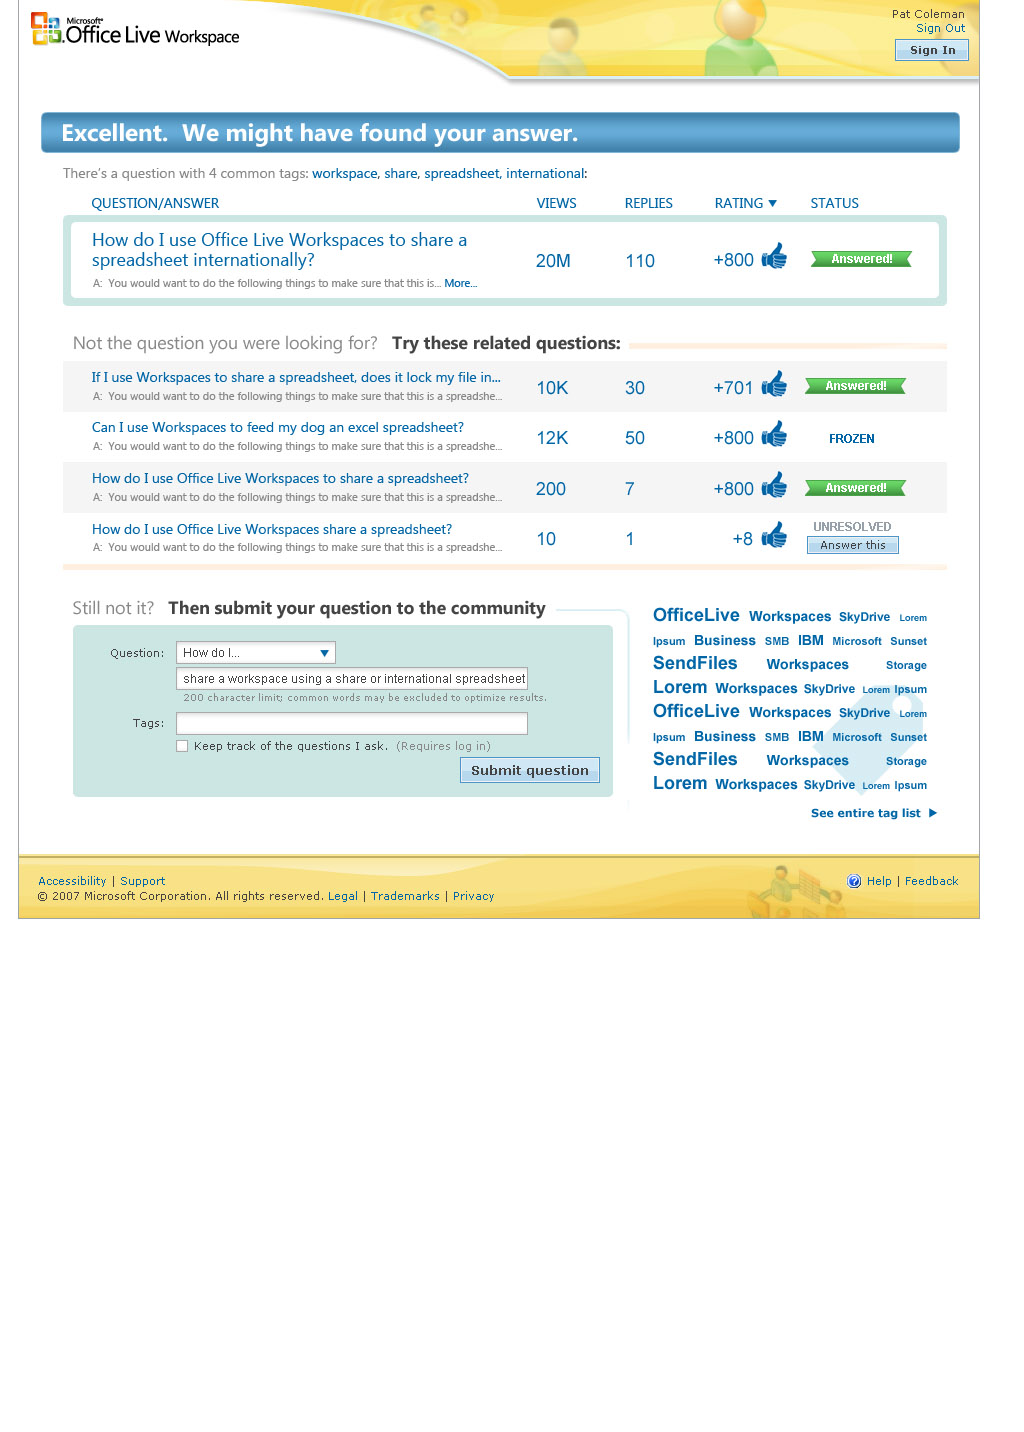 Microsoft®
Office Live Workspace
Pat Coleman
Sign Out
Sign In
Excellent. We might have found your answer.
There's a question with 4 common tags: workspace, share, spreadsheet, international:
QUESTION/ANSWER VIEWS REPLIES RATING STATUS
How do I use Office Live Workspaces to share a
spreadsheet internationally?
20M 110 +800 Answered!
A: You would want to do the following things to make sure that this is... More...
Not the question you were looking for? Try these related questions:
If I use Workspaces to share a spreadsheet, does it lock my file in...
A: You would want to do the following things to make sure that this is a spreadshe...
10K 30 +701 Answered!
Can I use Workspaces to feed my dog an excel spreadsheet?
A: You would want to do the following things to make sure that this is a spreadshe...
12K 50 +800 FROZEN
How do I use Office Live Workspaces to share a spreadsheet?
A: You would want to do the following things to make sure that this is a spreadshe...
200 7 +800 Answered!
How do I use Office Live Workspaces share a spreadsheet?
A: You would want to do the following things to make sure that this is a spreadshe...
10 1 +8 UNRESOLVED
Answer this
Still not it? Then submit your question to the community
Question: How do I...
share a workspace using a share or international spreadsheet
200 character limit; common words may be excluded to optimize results.
Tags:
Keep track of the questions I ask. (Requires log in)
Submit question
OfficeLive Workspaces SkyDrive Lorem
Ipsum Business SMB IBM Microsoft Sunset
SendFiles Workspaces Storage
Lorem Workspaces SkyDrive Lorem Ipsum
OfficeLive Workspaces SkyDrive Lorem
Ipsum Business SMB IBM Microsoft Sunset
SendFiles Workspaces Storage
Lorem Workspaces SkyDrive Lorem Ipsum
See entire tag list
Accessibility | Support
© 2007 Microsoft Corporation. All rights reserved. Legal | Trademarks | Privacy
Help | Feedback